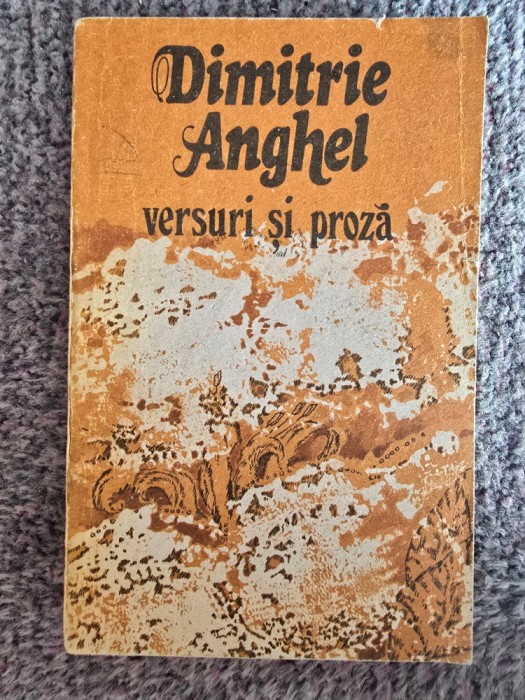 Dimitrie
Anghel
versuri și proză